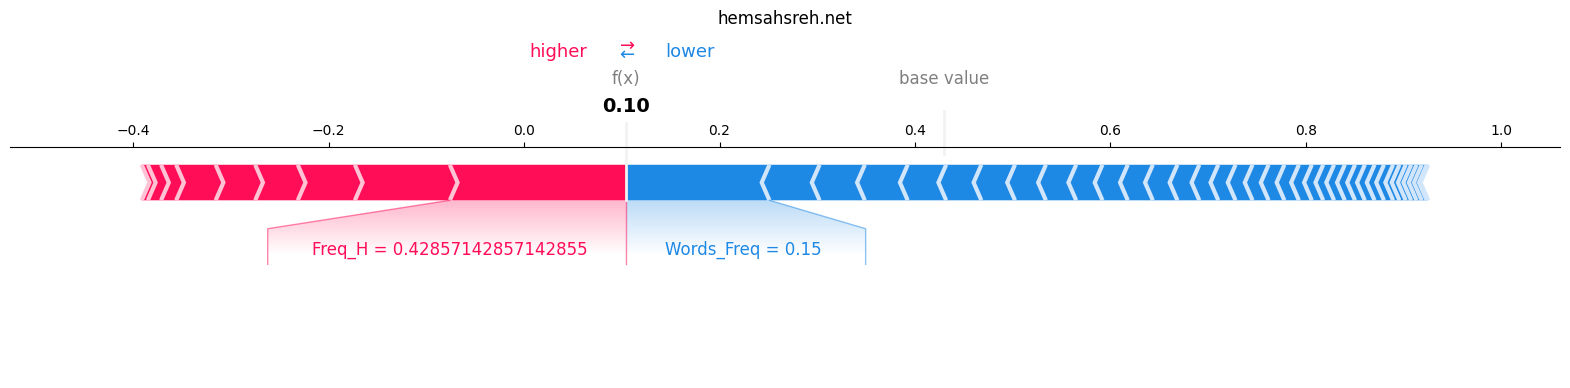 hemsahsreh.net
higher ⇄ lower
f(x) base value
0.10
−0.4 −0.2 0.0 0.2 0.4 0.6 0.8 1.0
Freq_H = 0.42857142857142855 Words_Freq = 0.15